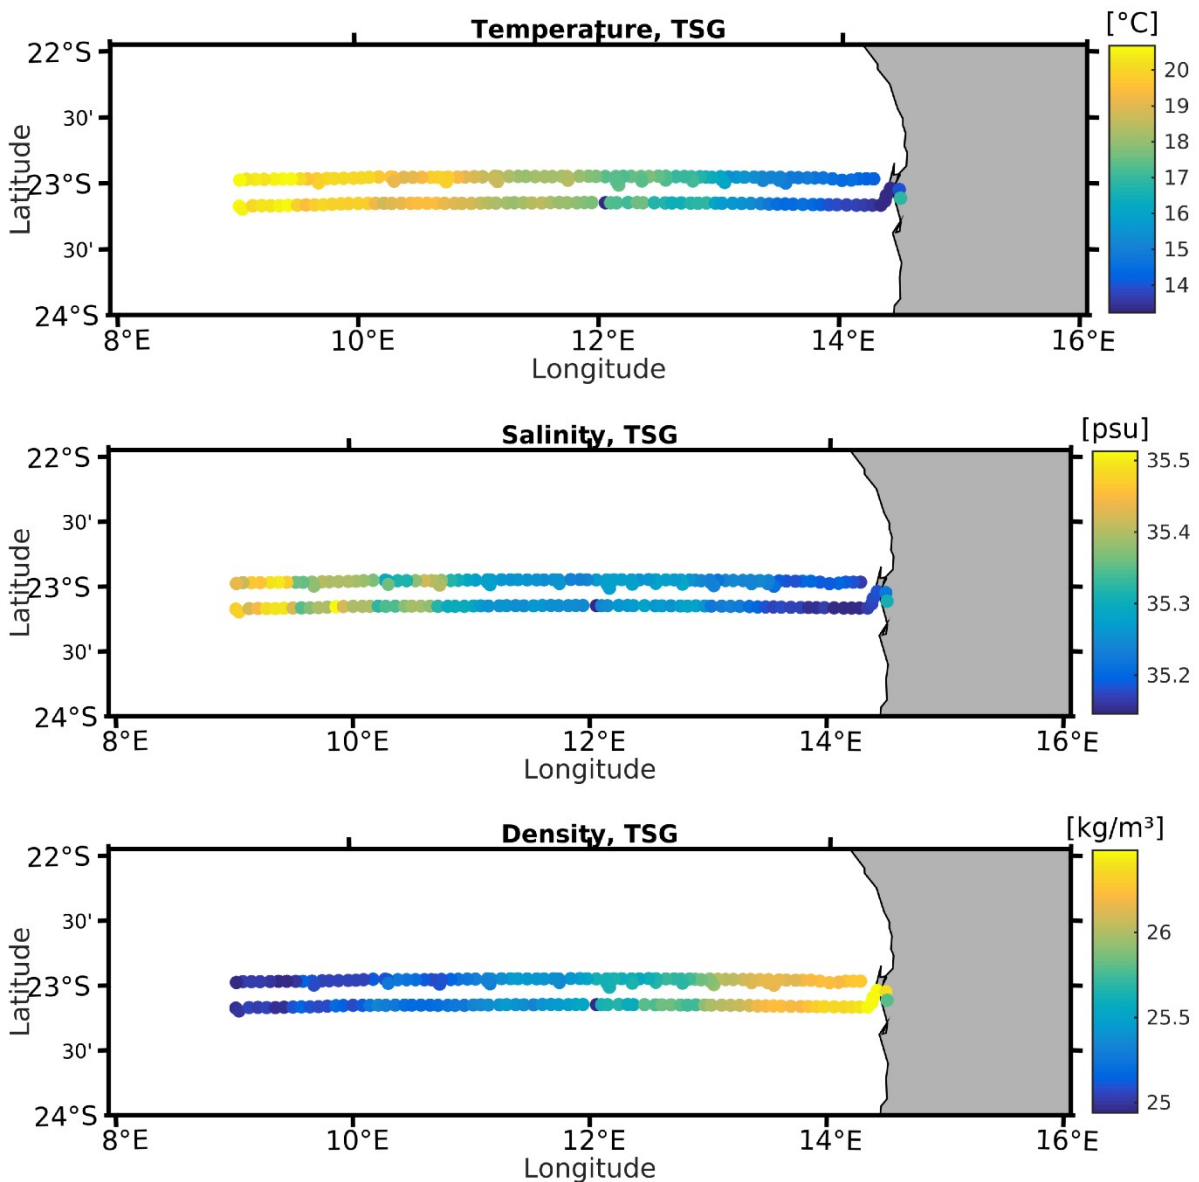 Temperature, TSG
[°C]
22°S
30'
23°S
30'
24°S
Latitude
8°E 10°E 12°E 14°E 16°E
Longitude
20
19
18
17
16
15
14
Salinity, TSG
[psu]
22°S
30'
23°S
30'
24°S
Latitude
8°E 10°E 12°E 14°E 16°E
Longitude
35.5
35.4
35.3
35.2
Density, TSG
[kg/m³]
22°S
30'
23°S
30'
24°S
Latitude
8°E 10°E 12°E 14°E 16°E
Longitude
26
25.5
25